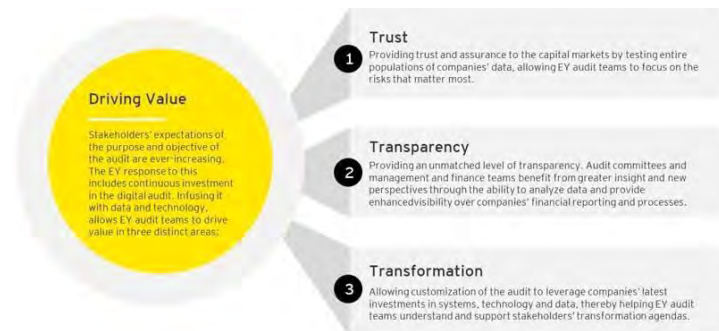 Driving Value
Stakeholders' expectations of
the purpose and objective of
the audit are ever-increasing.
The EY response to this
includes continuous investment
in the digital audit. Infusing it
with data and technology,
allows EY audit teams to drive
value in three distinct areas:
1
Trust
Providing trust and assurance to the capital markets by testing entire
populations of companies' data, allowing EY audit teams to focus on the
risks that matter most.
2
Transparency
Providing an unmatched level of transparency. Audit committees and
management and finance teams benefit from greater insight and new
perspectives through the ability to analyze data and provide
enhancedvisibility over companies' financial reporting and processes.
3
Transformation
Allowing customization of the audit to leverage companies' latest
investments in systems, technology and data, thereby helping EY audit
teams understand and support stakeholders' transformation agendas.